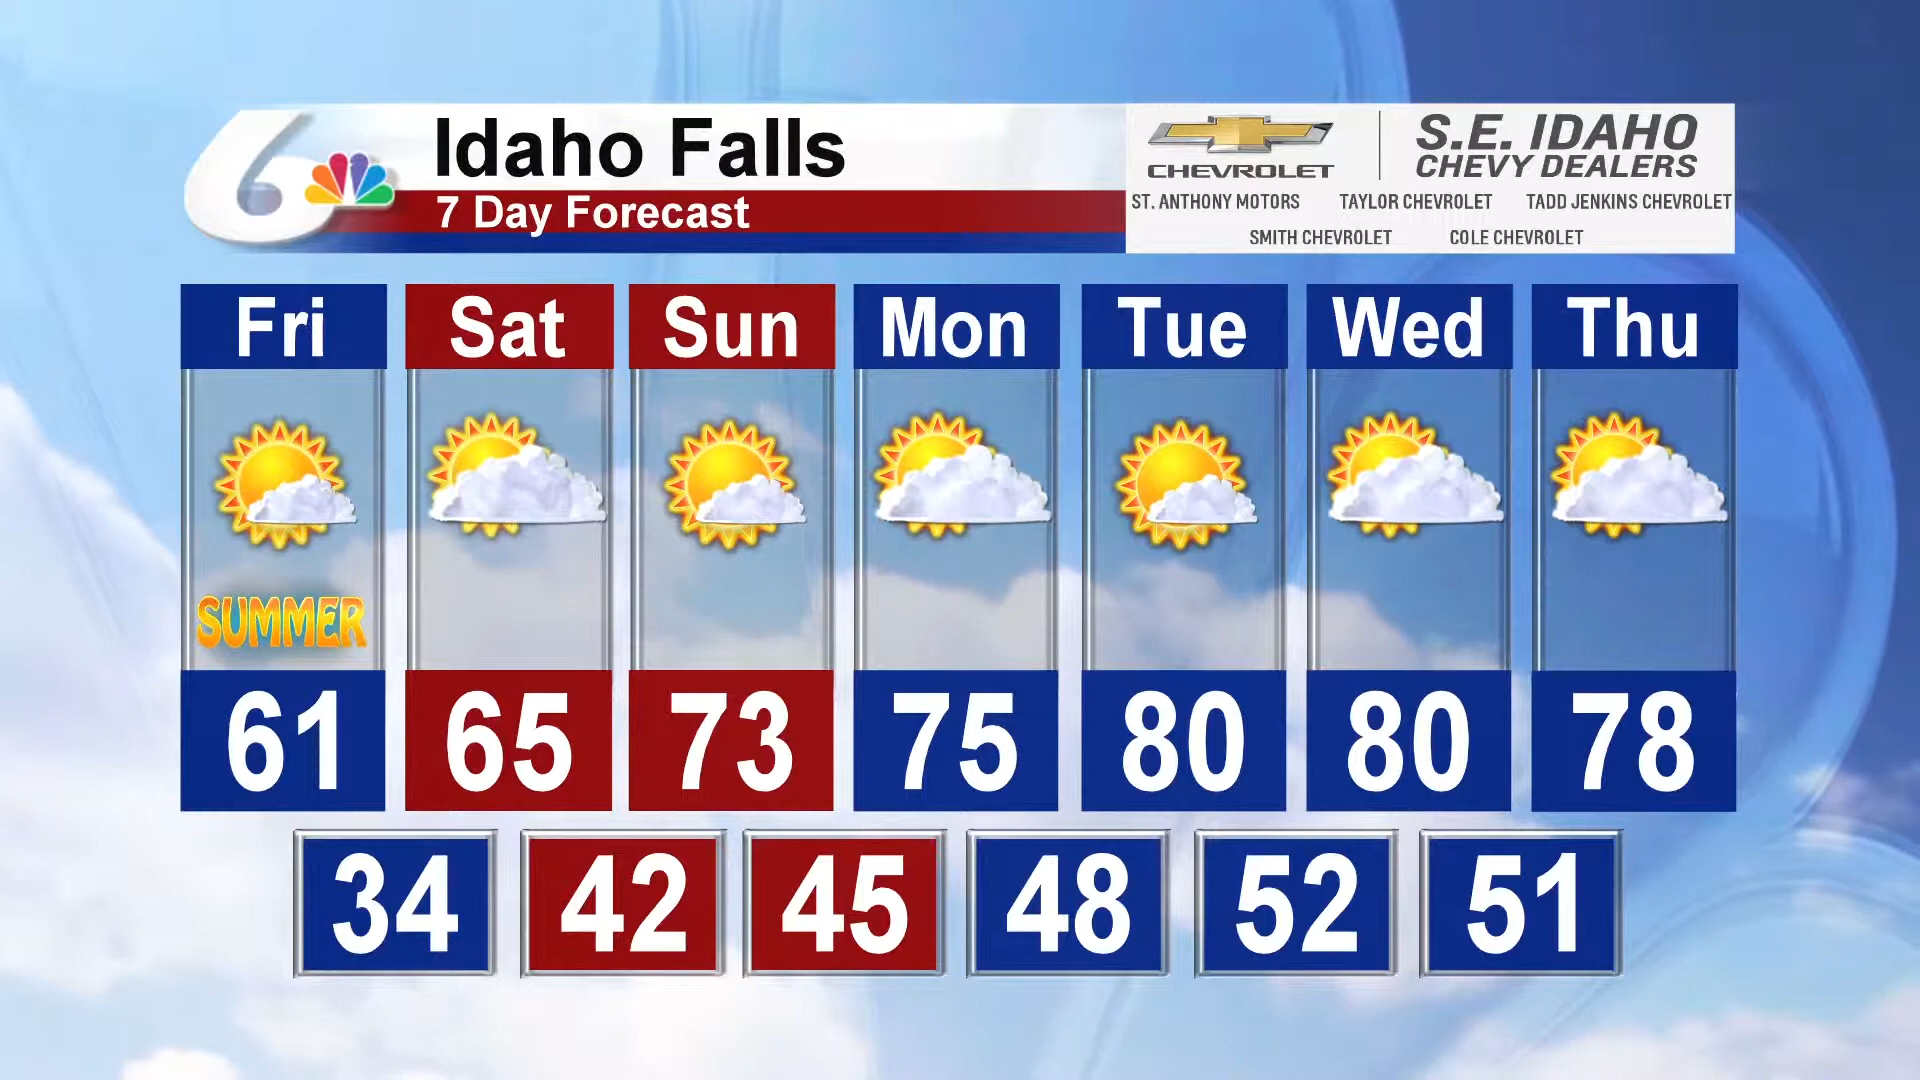 6
Idaho Falls
7 Day Forecast
CHEVROLET
S.E. IDAHO
CHEVY DEALERS
ST. ANTHONY MOTORS TAYLOR CHEVROLET TADD JENKINS CHEVROLET
SMITH CHEVROLET COLE CHEVROLET
Fri Sat Sun Mon Tue Wed Thu
SUMMER
61 65 73 75 80 80 78
34 42 45 48 52 51